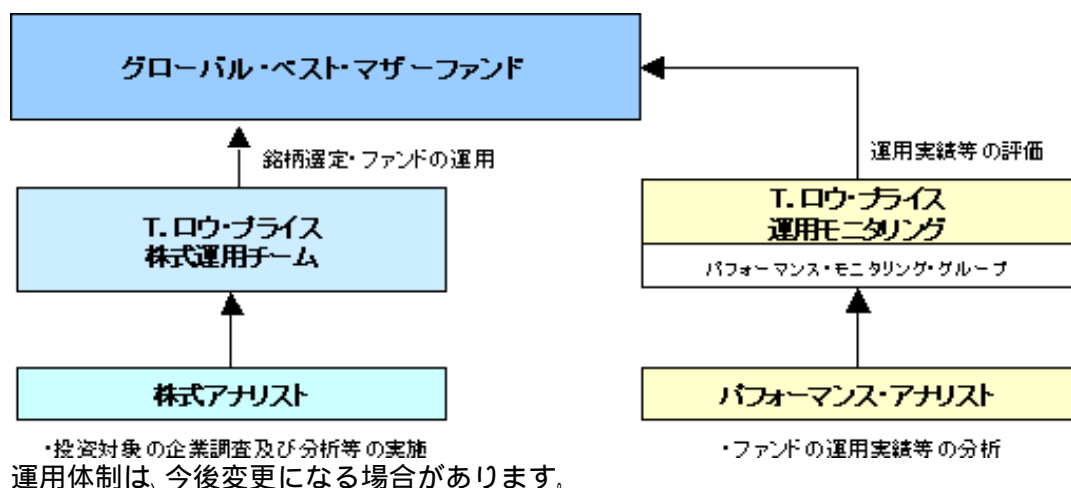 グローバル・ベスト・マザーファンド
銘柄選定・ファンドの運用
運用実績等の評価
T.ロウ・プライス
株式運用チーム
T.ロウ・プライス
運用モニタリング
パフォーマンス・モニタリング・グループ
株式アナリスト
パフォーマンス・アナリスト
・投資対象の企業調査及び分析等の実施
・ファンドの運用実績等の分析
運用体制は、今後変更になる場合があります。